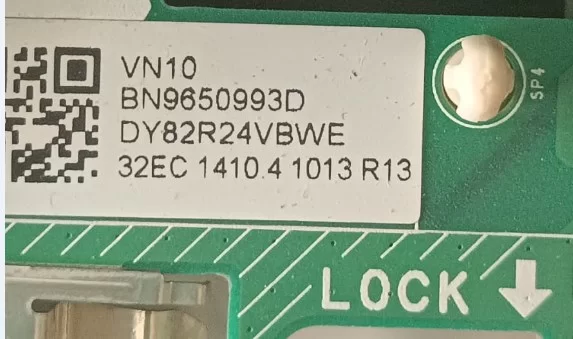 VN10
BN9650993D
DY82R24VBWE
32EC 1410.4 1013 R13
SP4
LOCK